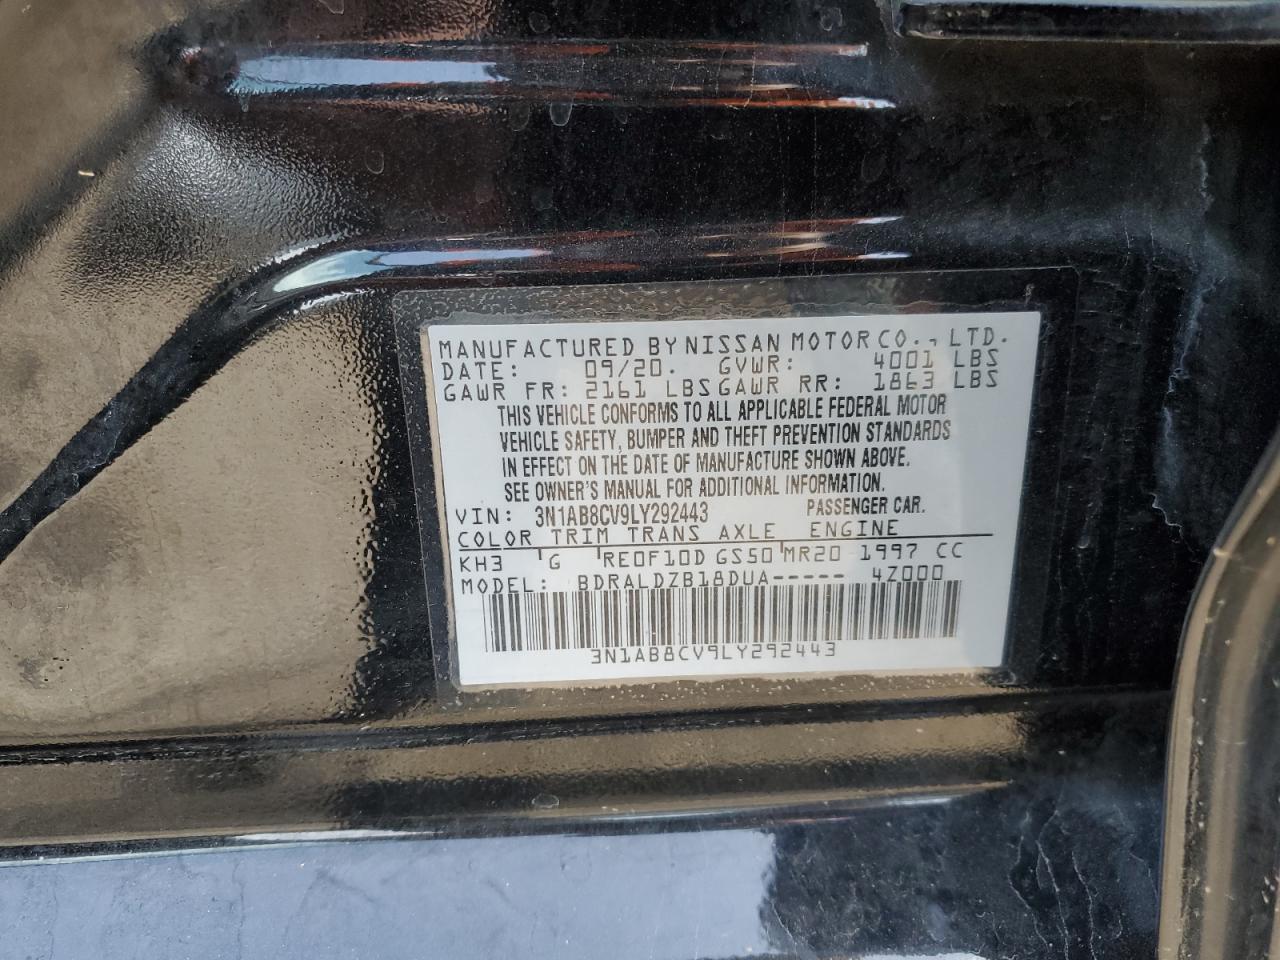 MANUFACTURED BY NISSAN MOTOR CO., LTD.
DATE: 09/20. GVWR: 4001 LBS
GAWR FR: 2161 LBS GAWR RR: 1863 LBS
THIS VEHICLE CONFORMS TO ALL APPLICABLE FEDERAL MOTOR
VEHICLE SAFETY, BUMPER AND THEFT PREVENTION STANDARDS
IN EFFECT ON THE DATE OF MANUFACTURE SHOWN ABOVE.
SEE OWNER'S MANUAL FOR ADDITIONAL INFORMATION.
VIN: 3N1AB8CV9LY292443 PASSENGER CAR.
COLOR TRIM TRANS AXLE ENGINE
KH3 G RE0F10D GS50 MR20 1997 CC
MODEL: BDRALDZB18DUA----- 4Z000
3N1AB8CV9LY292443